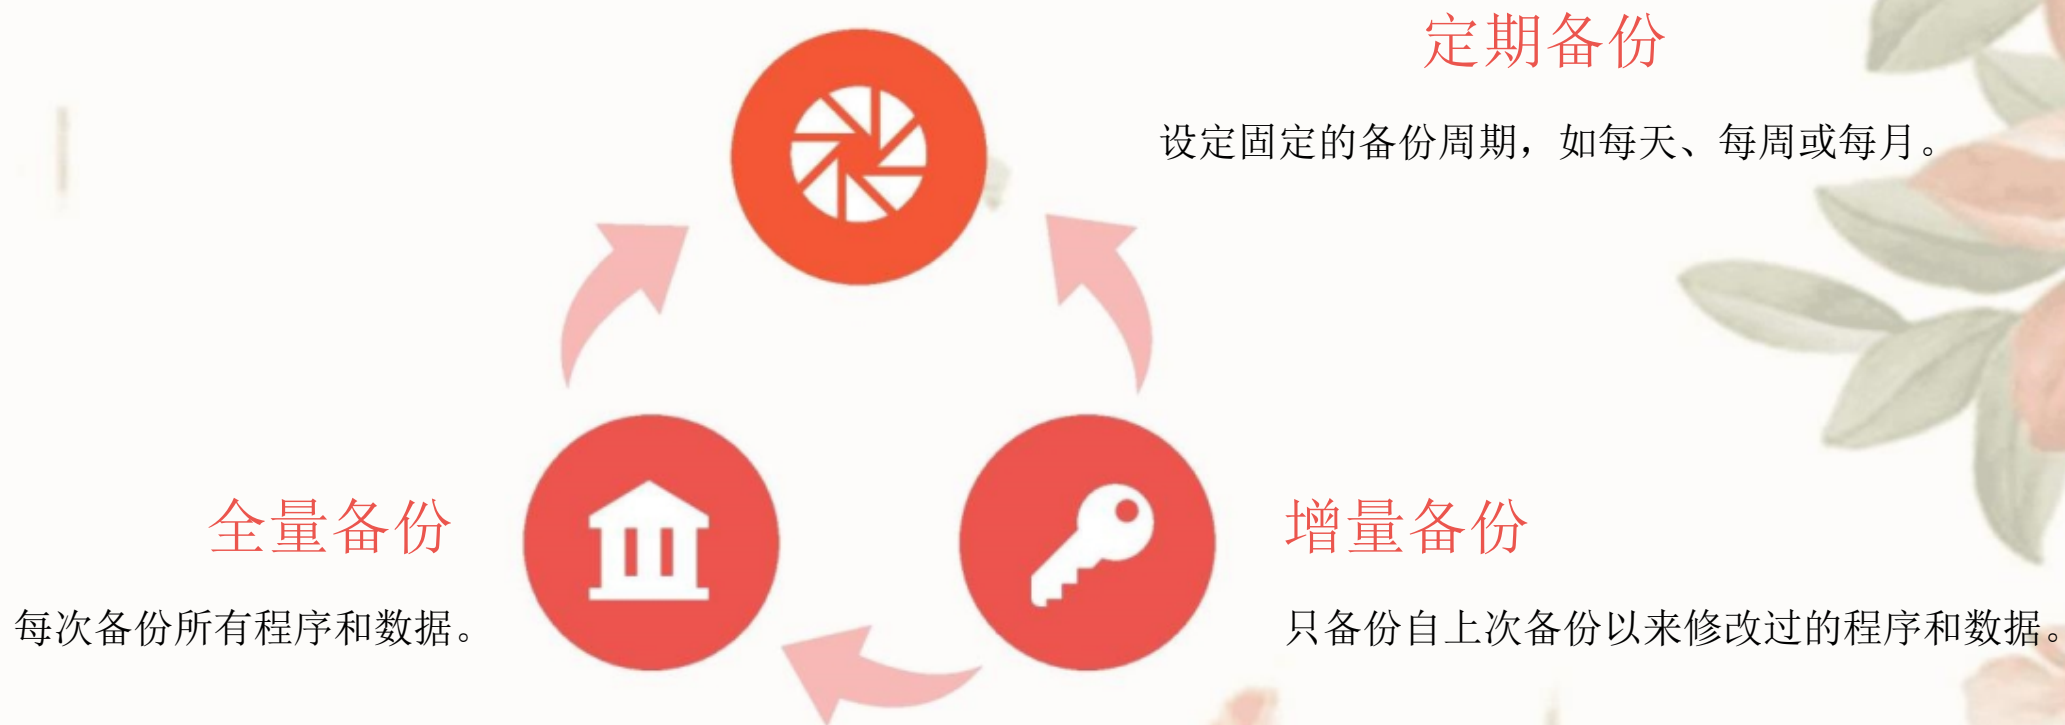 定期备份
设定固定的备份周期，如每天、每周或每月。
全量备份
每次备份所有程序和数据。
增量备份
只备份自上次备份以来修改过的程序和数据。